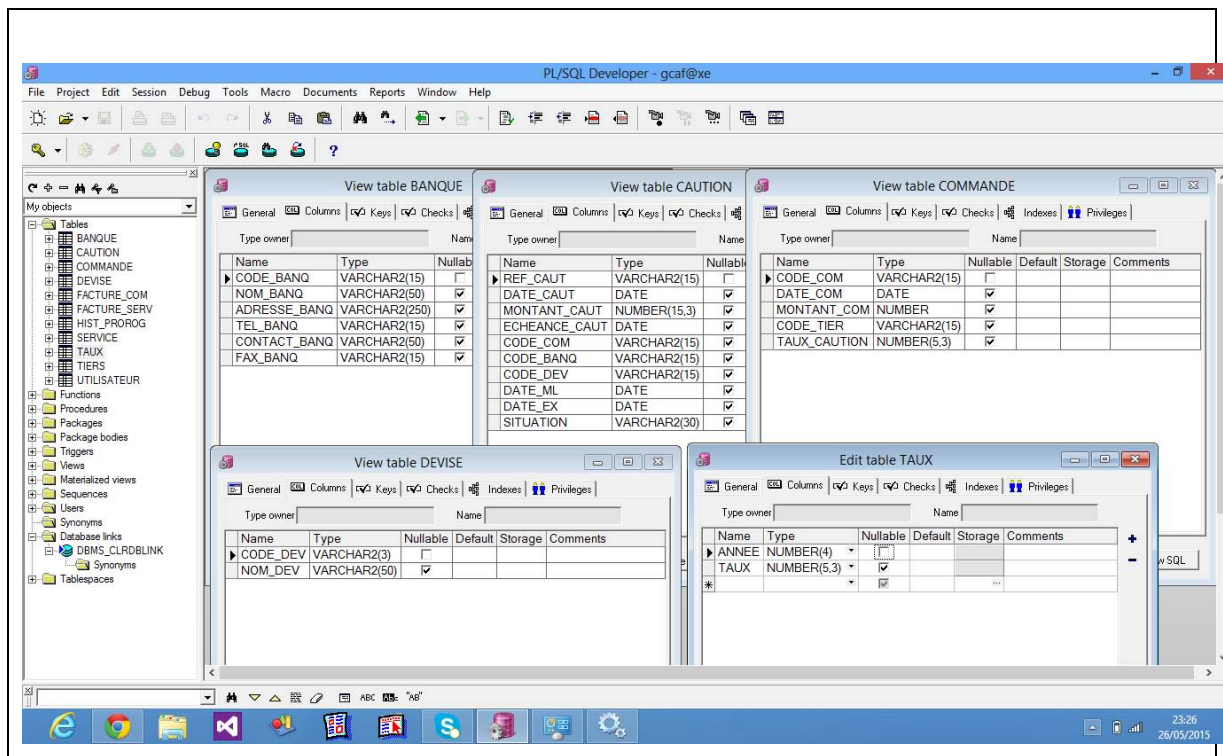 PL/SQL Developer - gcaf@xe
File Project Edit Session Debug Tools Macro Documents Reports Window Help
My objects
Tables
BANQUE
CAUTION
COMMANDE
DEVISE
FACTURE_COM
FACTURE_SERV
HIST_PROROG
SERVICE
TAUX
TIERS
UTILISATEUR
Functions
Procedures
Packages
Package bodies
Triggers
Views
Materialized views
Sequences
Users
Synonyms
Database links
DBMS_CLRDBLINK
Synonyms
Tablespaces
View table BANQUE
General Columns Keys Checks
Type owner Nam
Name Type Nullab
CODE_BANQ VARCHAR2(15)
NOM_BANQ VARCHAR2(50)
ADRESSE_BANQ VARCHAR2(250)
TEL_BANQ VARCHAR2(15)
CONTACT_BANQ VARCHAR2(50)
FAX_BANQ VARCHAR2(15)
View table CAUTION
General Columns Keys Checks
Type owner Name
Name Type Nullabl
REF_CAUT VARCHAR2(15)
DATE_CAUT DATE
MONTANT_CAUT NUMBER(15,3)
ECHEANCE_CAUT DATE
CODE_COM VARCHAR2(15)
CODE_BANQ VARCHAR2(15)
CODE_DEV VARCHAR2(15)
DATE_ML DATE
DATE_EX DATE
SITUATION VARCHAR2(30)
View table COMMANDE
General Columns Keys Checks Indexes Privileges
Type owner Name
Name Type Nullable Default Storage Comments
CODE_COM VARCHAR2(15)
DATE_COM DATE
MONTANT_COM NUMBER
CODE_TIER VARCHAR2(15)
TAUX_CAUTION NUMBER(5,3)
View table DEVISE
General Columns Keys Checks Indexes Privileges
Type owner Name
Name Type Nullable Default Storage Comments
CODE_DEV VARCHAR2(3)
NOM_DEV VARCHAR2(50)
Edit table TAUX
General Columns Keys Checks Indexes Privileges
Type owner Name
Name Type Nullable Default Storage Comments
ANNEE NUMBER(4)
TAUX NUMBER(5,3)
w SQL
ABC "AB"
23:26
26/05/2015